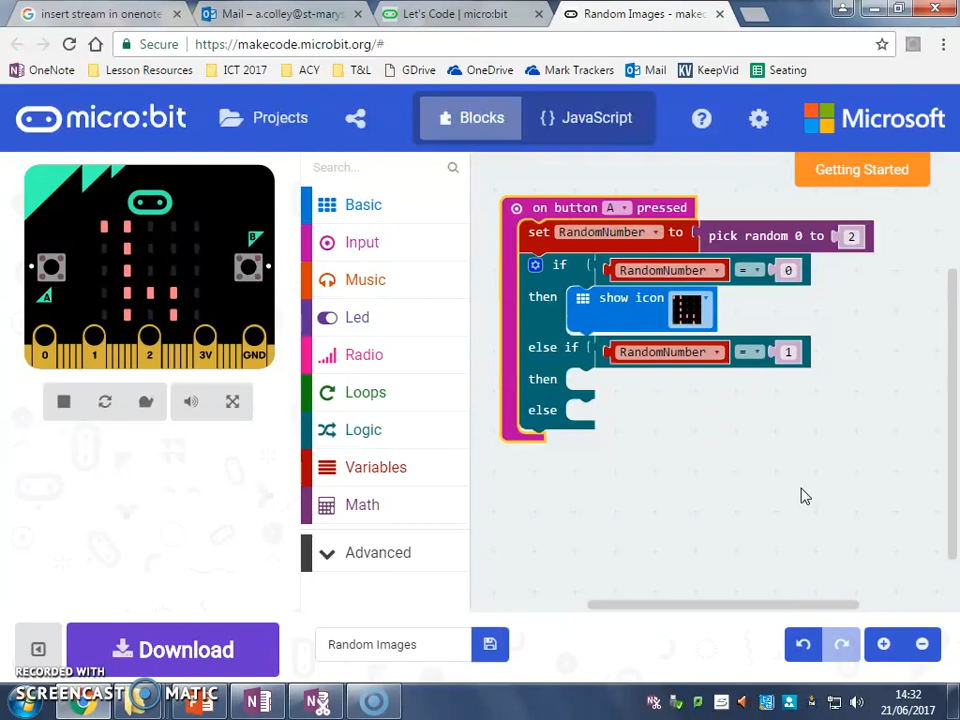 insert stream in onenote
Mail – a.colley@st-mary
Let's Code | micro:bit
Random Images - make
Secure
https://makecode.microbit.org/#
OneNote
Lesson Resources
ICT 2017
ACY
T&L
GDrive
OneDrive
Mark Trackers
Mail
KeepVid
Seating
micro:bit
Projects
Blocks
{} JavaScript
Microsoft
Getting Started
Search...
Basic
Input
Music
Led
Radio
Loops
Logic
Variables
Math
Advanced
B
A
0 1 2 3V GND
on button A pressed
set RandomNumber to pick random 0 to 2
if RandomNumber = 0
then show icon
else if RandomNumber = 1
then
else
Download
Random Images
RECORDED WITH
SCREENCAST MATIC
14:32
21/06/2017